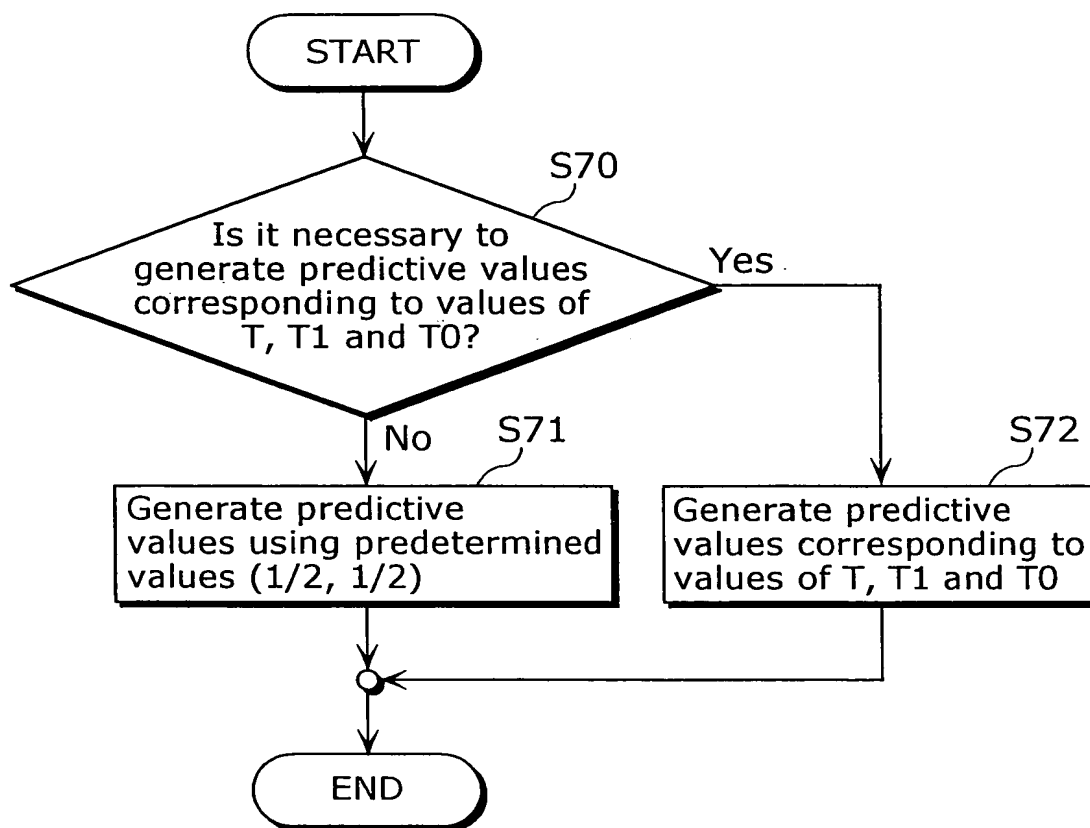 START
S70
Is it necessary to
generate predictive values
corresponding to values of
T, T1 and T0?
Yes
No
S71
Generate predictive
values using predetermined
values (1/2, 1/2)
S72
Generate predictive
values corresponding to
values of T, T1 and T0
END